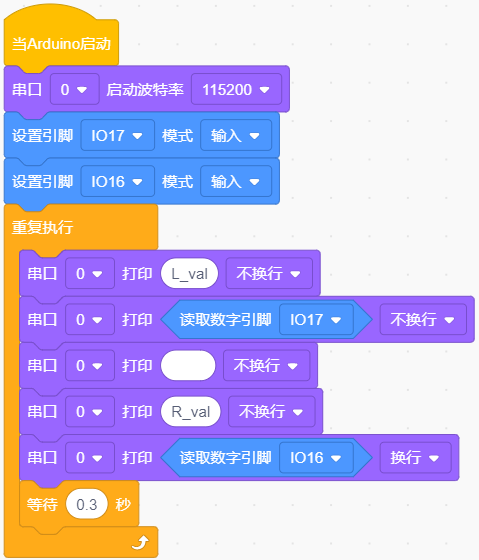 当Arduino启动
串口 0 启动波特率 115200
设置引脚 IO17 模式 输入
设置引脚 IO16 模式 输入
重复执行
串口 0 打印 L_val 不换行
串口 0 打印 读取数字引脚 IO17 不换行
串口 0 打印 不换行
串口 0 打印 R_val 不换行
串口 0 打印 读取数字引脚 IO16 换行
等待 0.3 秒